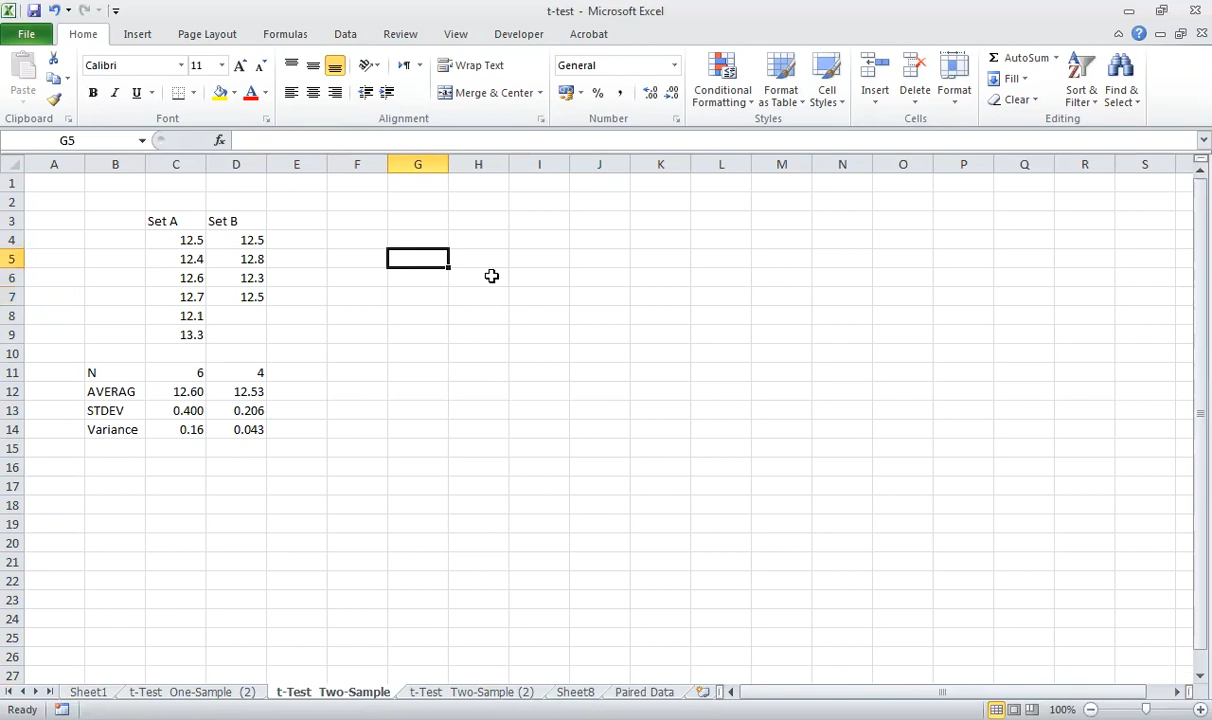 t-test - Microsoft Excel
File Home Insert Page Layout Formulas Data Review View Developer Acrobat
Calibri 11 Wrap Text General AutoSum
Paste Merge & Center Conditional Formatting Format as Table Cell Styles Insert Delete Format Fill Sort & Filter Find & Select
B I U A % , Clear
Clipboard Font Alignment Number Styles Cells Editing
G5 fx
A B C D E F G H I J K L M N O P Q R S
1
2
3 Set A Set B
4 12.5 12.5
5 12.4 12.8
6 12.6 12.3
7 12.7 12.5
8 12.1
9 13.3
10
11 N 6 4
12 AVERAG 12.60 12.53
13 STDEV 0.400 0.206
14 Variance 0.16 0.043
15
16
17
18
19
20
21
22
23
24
25
26
27
Sheet1 t-Test One-Sample (2) t-Test Two-Sample t-Test Two-Sample (2) Sheet8 Paired Data
Ready 100%